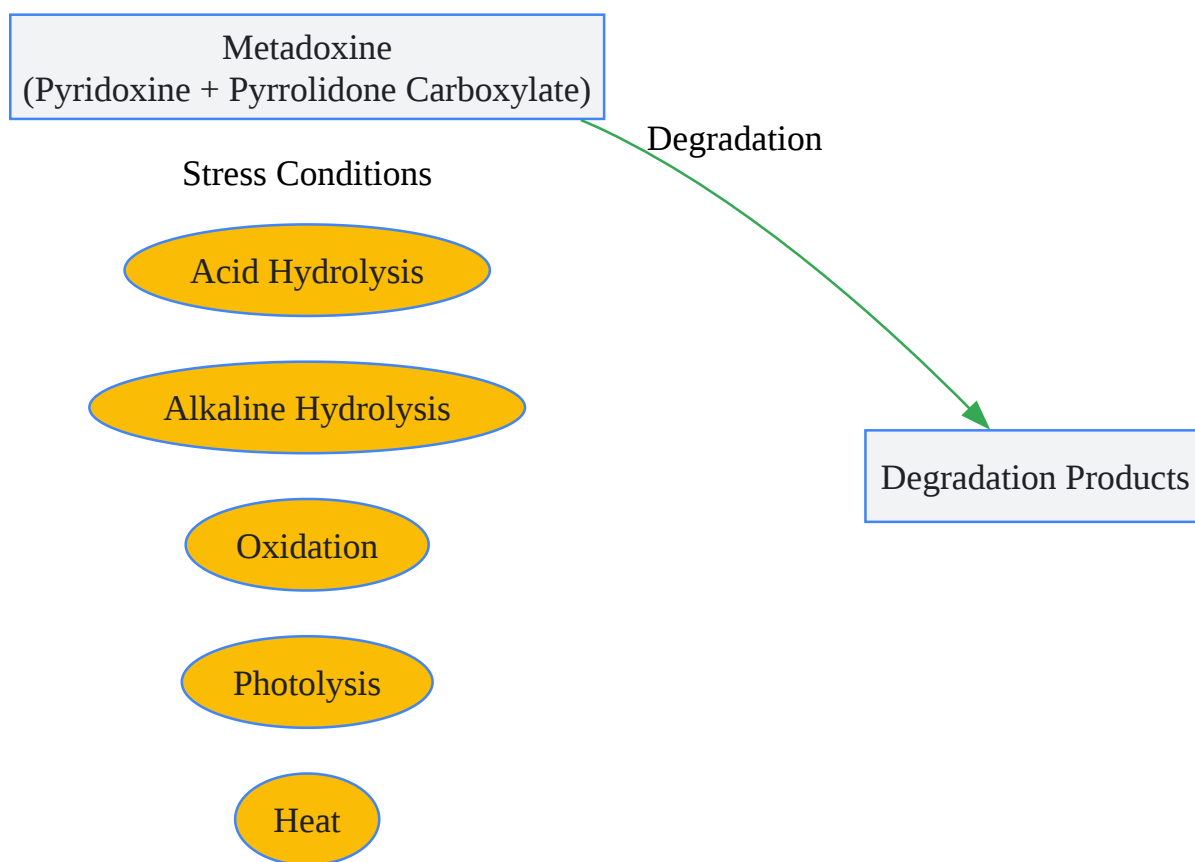 Metadoxine
(Pyridoxine + Pyrrolidone Carboxylate)
Degradation
Stress Conditions
Acid Hydrolysis
Alkaline Hydrolysis
Degradation Products
Oxidation
Photolysis
Heat